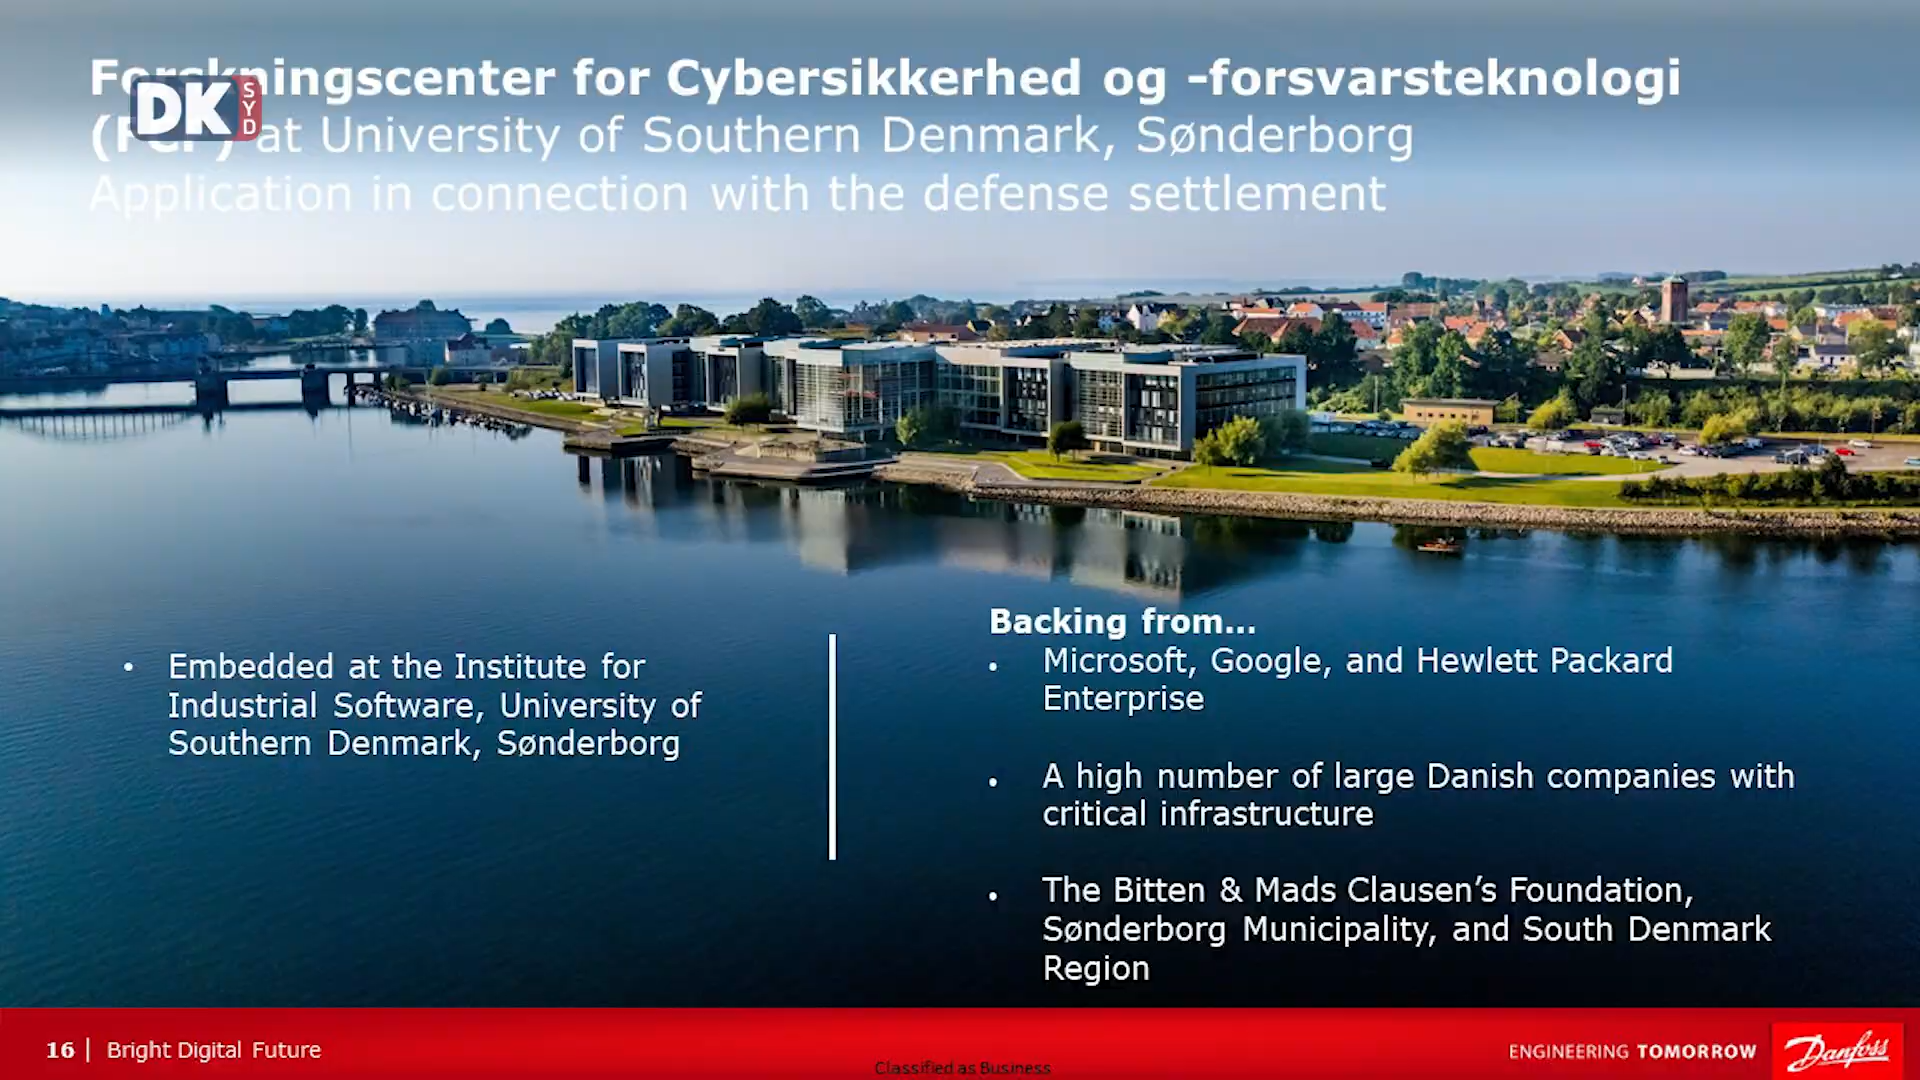 Forskningscenter for Cybersikkerhed og -forsvarsteknologi
at University of Southern Denmark, Sønderborg
Application in connection with the defense settlement
DK
SYD
• Embedded at the Institute for
Industrial Software, University of
Southern Denmark, Sønderborg
Backing from...
• Microsoft, Google, and Hewlett Packard
Enterprise
• A high number of large Danish companies with
critical infrastructure
• The Bitten & Mads Clausen’s Foundation,
Sønderborg Municipality, and South Denmark
Region
16 | Bright Digital Future
Classified as Business
ENGINEERING TOMORROW
Danfoss